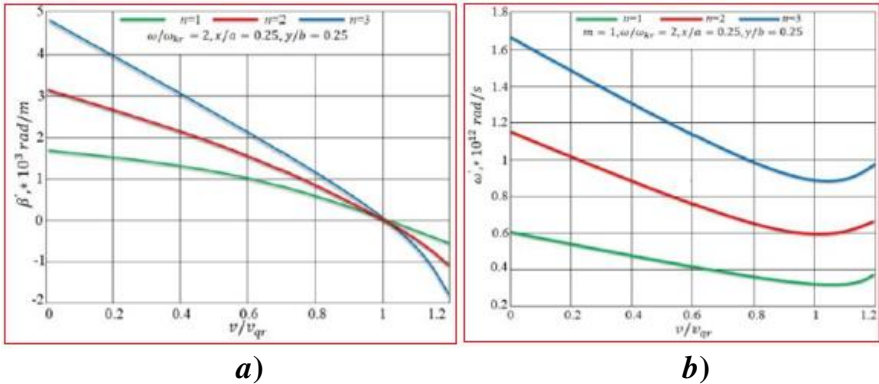 n=1 n=2 n=3
ω/ω_kr = 2, x/a = 0.25, y/b = 0.25
β′, * 10³ rad/m
5
4
3
2
1
0
-1
-2
0 0.2 0.4 0.6 0.8 1 1.2
v/v_qr
a)
n=1 n=2 n=3
m = 1, ω/ω_kr = 2, x/a = 0.25, y/b = 0.25
ω′, * 10¹² rad/s
1.8
1.6
1.4
1.2
1
0.8
0.6
0.4
0.2
0 0.2 0.4 0.6 0.8 1 1.2
v/v_qr
b)